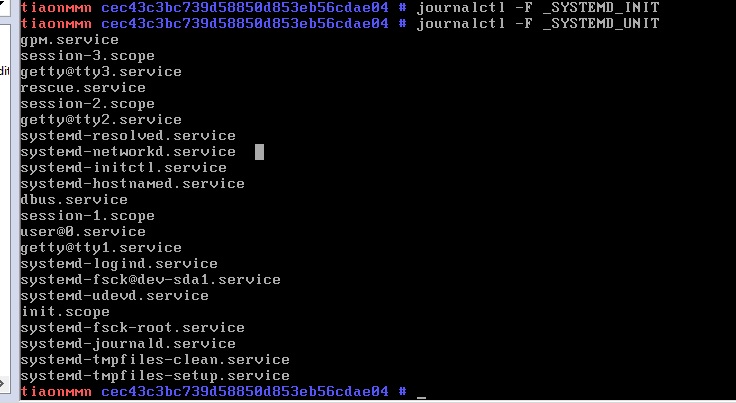 tiaonmmn cec43c3bc739d58850d853eb56cdae04 # journalctl -F _SYSTEMD_INIT
tiaonmmn cec43c3bc739d58850d853eb56cdae04 # journalctl -F _SYSTEMD_UNIT
gpm.service
session-3.scope
getty@tty3.service
rescue.service
session-2.scope
getty@tty2.service
systemd-resolved.service
systemd-networkd.service
systemd-initctl.service
systemd-hostnamed.service
dbus.service
session-1.scope
user@0.service
getty@tty1.service
systemd-logind.service
systemd-fsck@dev-sda1.service
systemd-udevd.service
init.scope
systemd-fsck-root.service
systemd-journald.service
systemd-tmpfiles-clean.service
systemd-tmpfiles-setup.service
tiaonmmn cec43c3bc739d58850d853eb56cdae04 # _